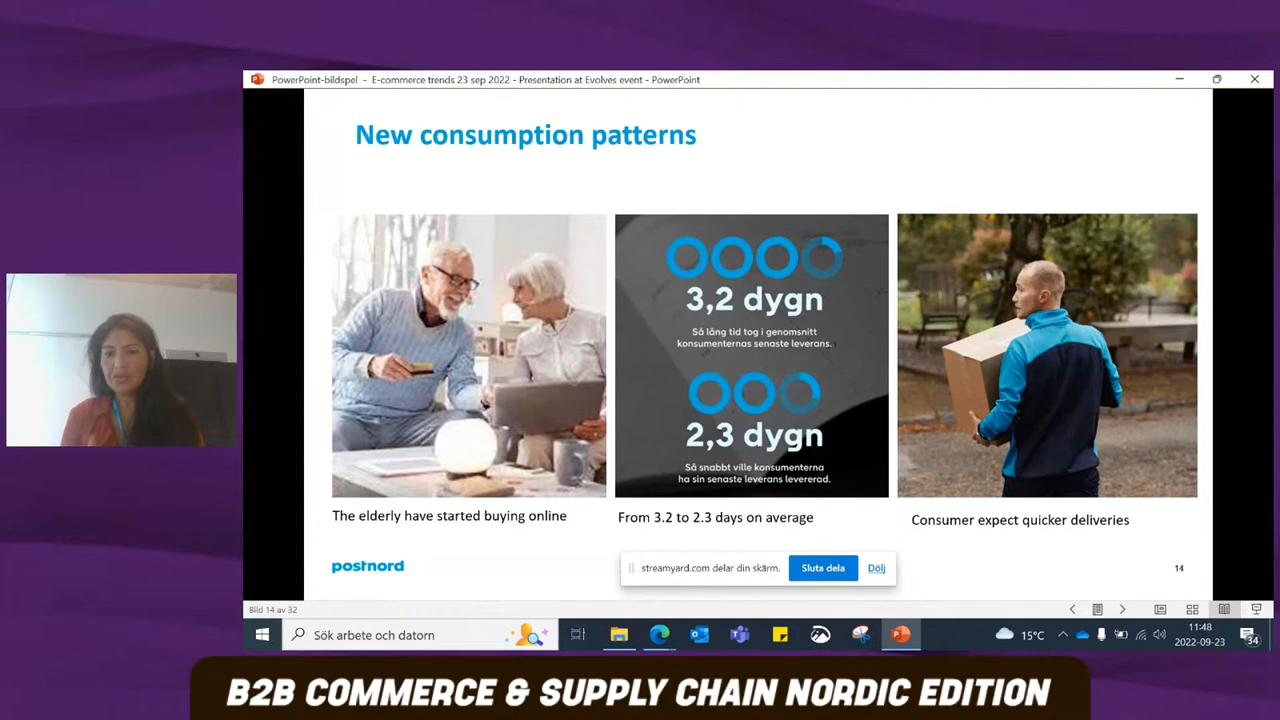 PowerPoint-bildspel - E-commerce trends 23 sep 2022 - Presentation at Evolves event - PowerPoint
New consumption patterns
3,2 dygn
Så lång tid tog i genomsnitt
konsumenternas senaste leverans.
2,3 dygn
Så snabbt ville konsumenterna
ha sin senaste leverans levererad.
The elderly have started buying online
From 3.2 to 2.3 days on average
Consumer expect quicker deliveries
postnord
streamyard.com delar din skärm.
Sluta dela
Dölj
14
Bild 14 av 32
Sök arbete och datorn
15°C
11:48
2022-09-23
34
B2B COMMERCE & SUPPLY CHAIN NORDIC EDITION